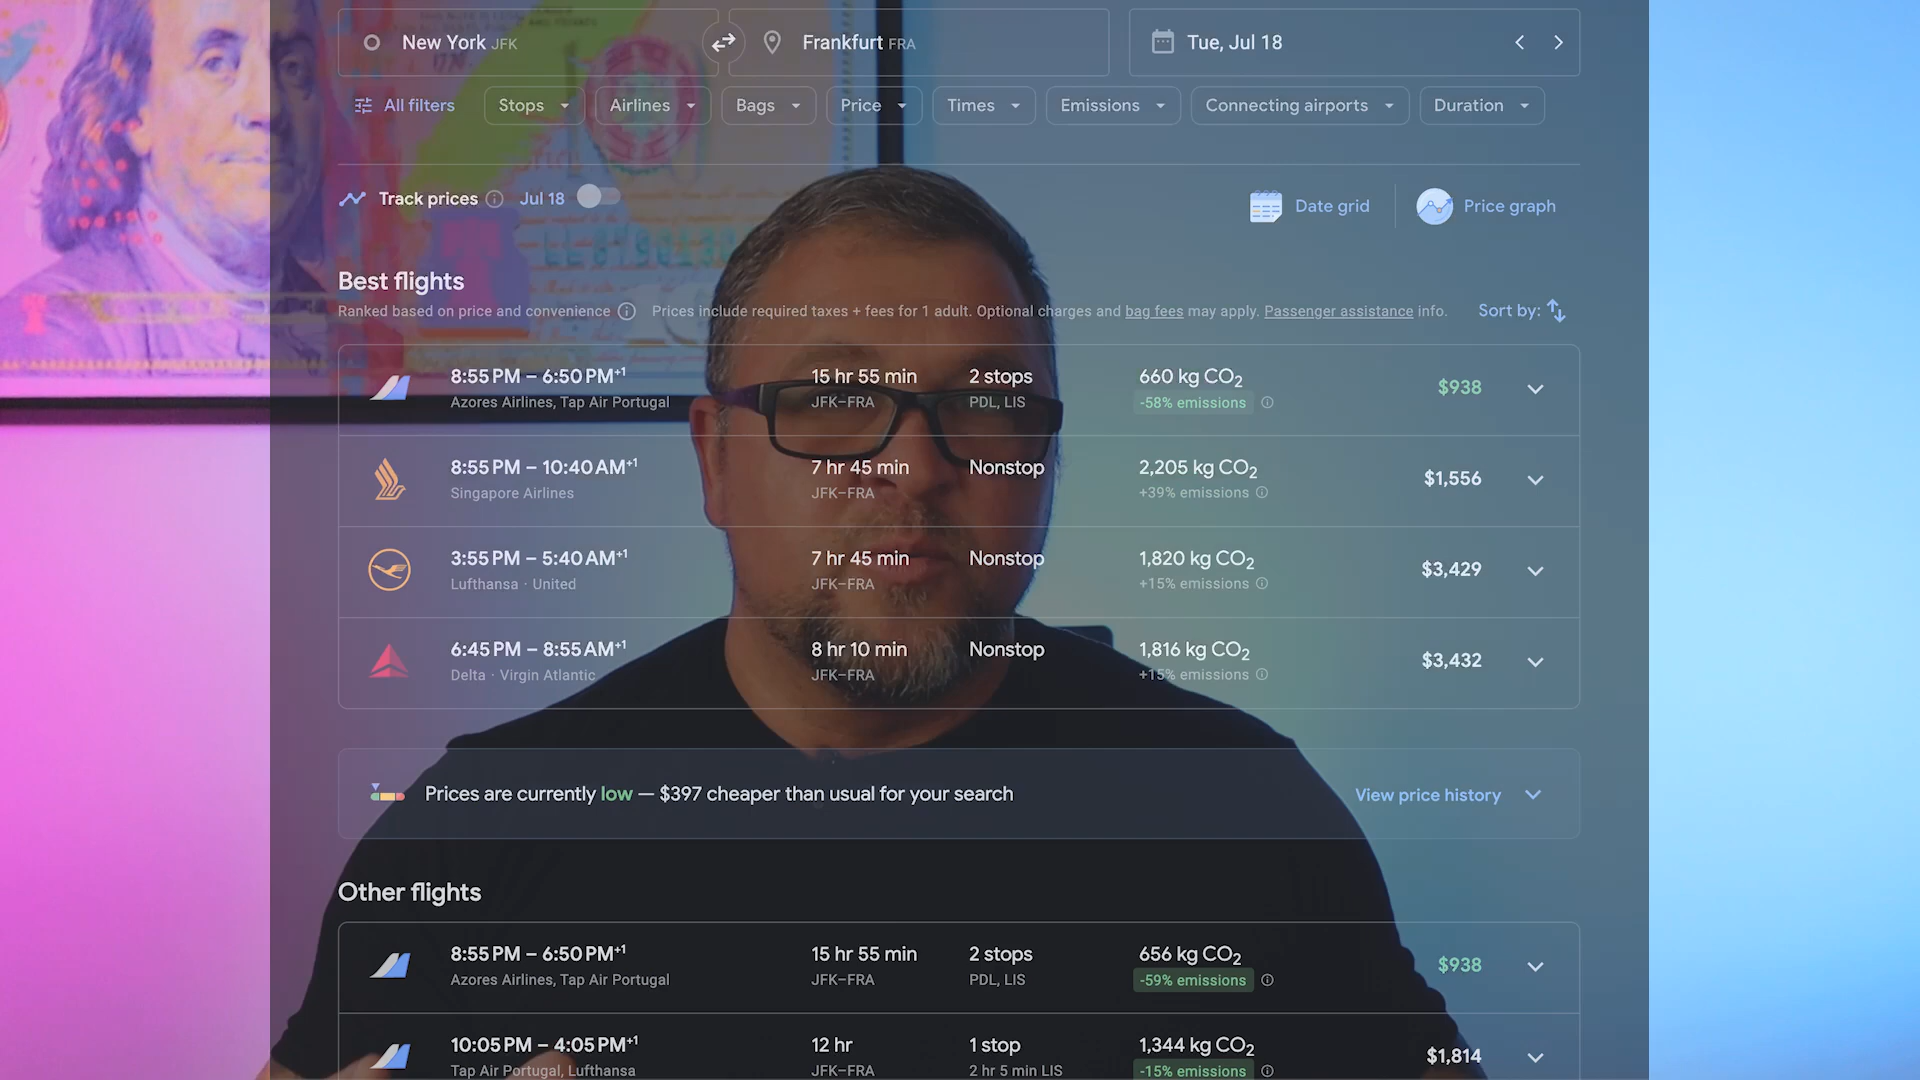 New York JFK
Frankfurt FRA
Tue, Jul 18
All filters
Stops
Airlines
Bags
Price
Times
Emissions
Connecting airports
Duration
Track prices
Jul 18
Date grid
Price graph
Best flights
Ranked based on price and convenience
Prices include required taxes + fees for 1 adult. Optional charges and bag fees may apply. Passenger assistance info.
Sort by:
8:55 PM – 6:50 PM+1
15 hr 55 min
2 stops
660 kg CO2
$938
Azores Airlines, Tap Air Portugal
JFK–FRA
PDL, LIS
-58% emissions
8:55 PM – 10:40 AM+1
7 hr 45 min
Nonstop
2,205 kg CO2
$1,556
Singapore Airlines
JFK–FRA
+39% emissions
3:55 PM – 5:40 AM+1
7 hr 45 min
Nonstop
1,820 kg CO2
$3,429
Lufthansa · United
JFK–FRA
+15% emissions
6:45 PM – 8:55 AM+1
8 hr 10 min
Nonstop
1,816 kg CO2
$3,432
Delta · Virgin Atlantic
JFK–FRA
+15% emissions
Prices are currently low — $397 cheaper than usual for your search
View price history
Other flights
8:55 PM – 6:50 PM+1
15 hr 55 min
2 stops
656 kg CO2
$938
Azores Airlines, Tap Air Portugal
JFK–FRA
PDL, LIS
-59% emissions
10:05 PM – 4:05 PM+1
12 hr
1 stop
1,344 kg CO2
$1,814
Tap Air Portugal, Lufthansa
JFK–FRA
2 hr 5 min LIS
-15% emissions